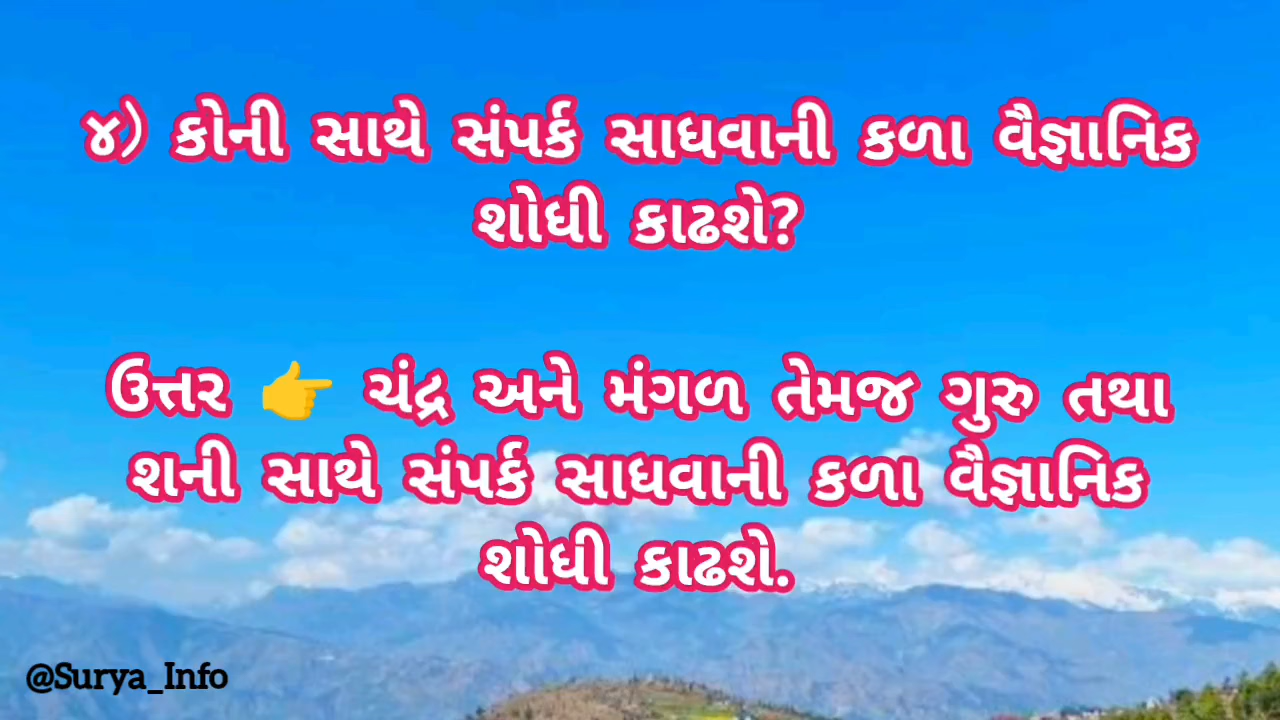 ૪) કોની સાથે સંપર્ક સાધવાની કળા વૈજ્ઞાનિક
શોધી કાઢશે?
ઉત્તર 👉 ચંદ્ર અને મંગળ તેમજ ગુરુ તથા
શની સાથે સંપર્ક સાધવાની કળા વૈજ્ઞાનિક
શોધી કાઢશે.
@Surya_Info